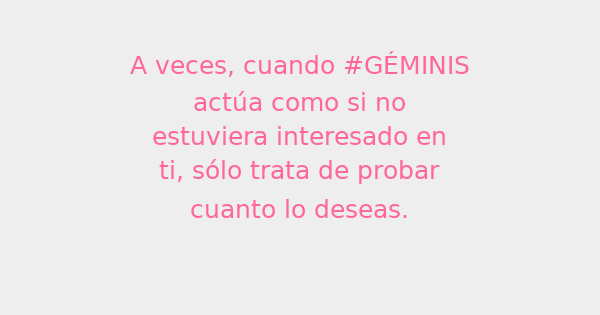 A veces, cuando #GÉMINIS
actúa como si no
estuviera interesado en
ti, sólo trata de probar
cuanto lo deseas.